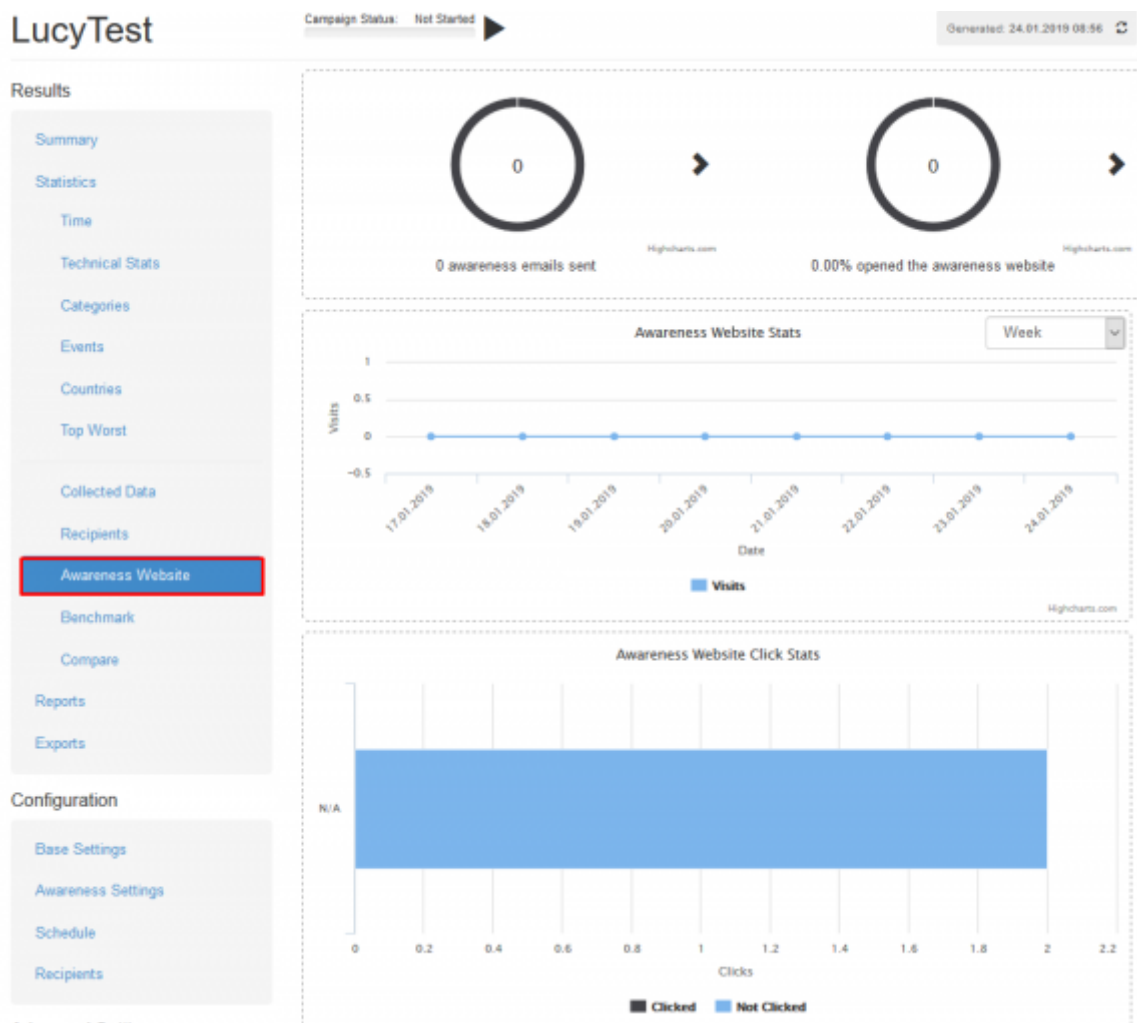 LucyTest
Campaign Status: Not Started
Generated: 24.01.2019 08:56
Results
Summary
Statistics
Time
Technical Stats
Categories
Events
Countries
Top Worst
Collected Data
Recipients
Awareness Website
Benchmark
Compare
Reports
Exports
Configuration
Base Settings
Awareness Settings
Schedule
Recipients
0
Highcharts.com
0 awareness emails sent
0
Highcharts.com
0.00% opened the awareness website
Awareness Website Stats
Week
Visits
1
0.5
0
-0.5
17.01.2019 18.01.2019 19.01.2019 20.01.2019 21.01.2019 22.01.2019 23.01.2019 24.01.2019
Date
Visits
Highcharts.com
Awareness Website Click Stats
N/A
0 0.2 0.4 0.6 0.8 1 1.2 1.4 1.6 1.8 2 2.2
Clicks
Clicked Not Clicked